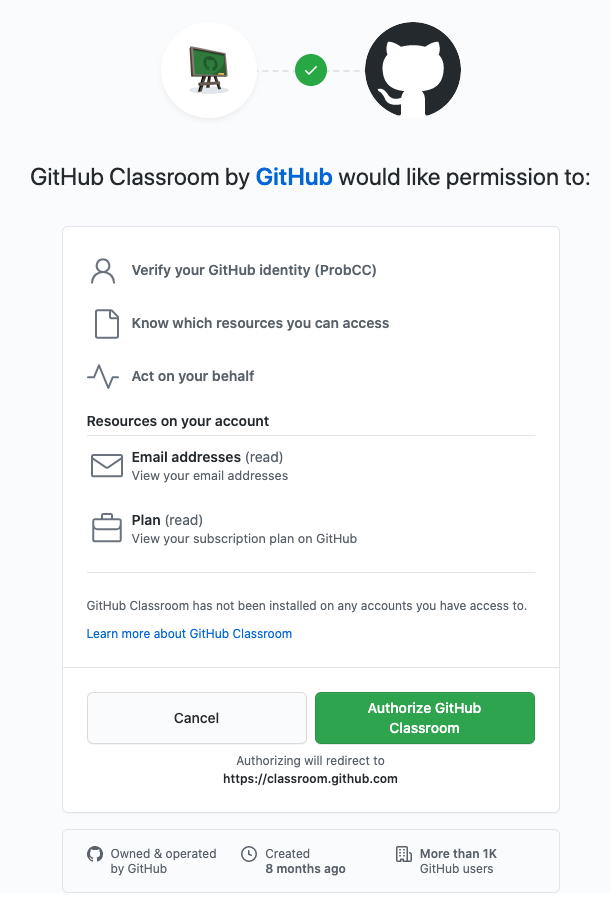 GitHub Classroom by GitHub would like permission to:
Verify your GitHub identity (ProbCC)
Know which resources you can access
Act on your behalf
Resources on your account
Email addresses (read)
View your email addresses
Plan (read)
View your subscription plan on GitHub
GitHub Classroom has not been installed on any accounts you have access to.
Learn more about GitHub Classroom
Cancel
Authorize GitHub
Classroom
Authorizing will redirect to
https://classroom.github.com
Owned & operated
by GitHub
Created
8 months ago
More than 1K
GitHub users